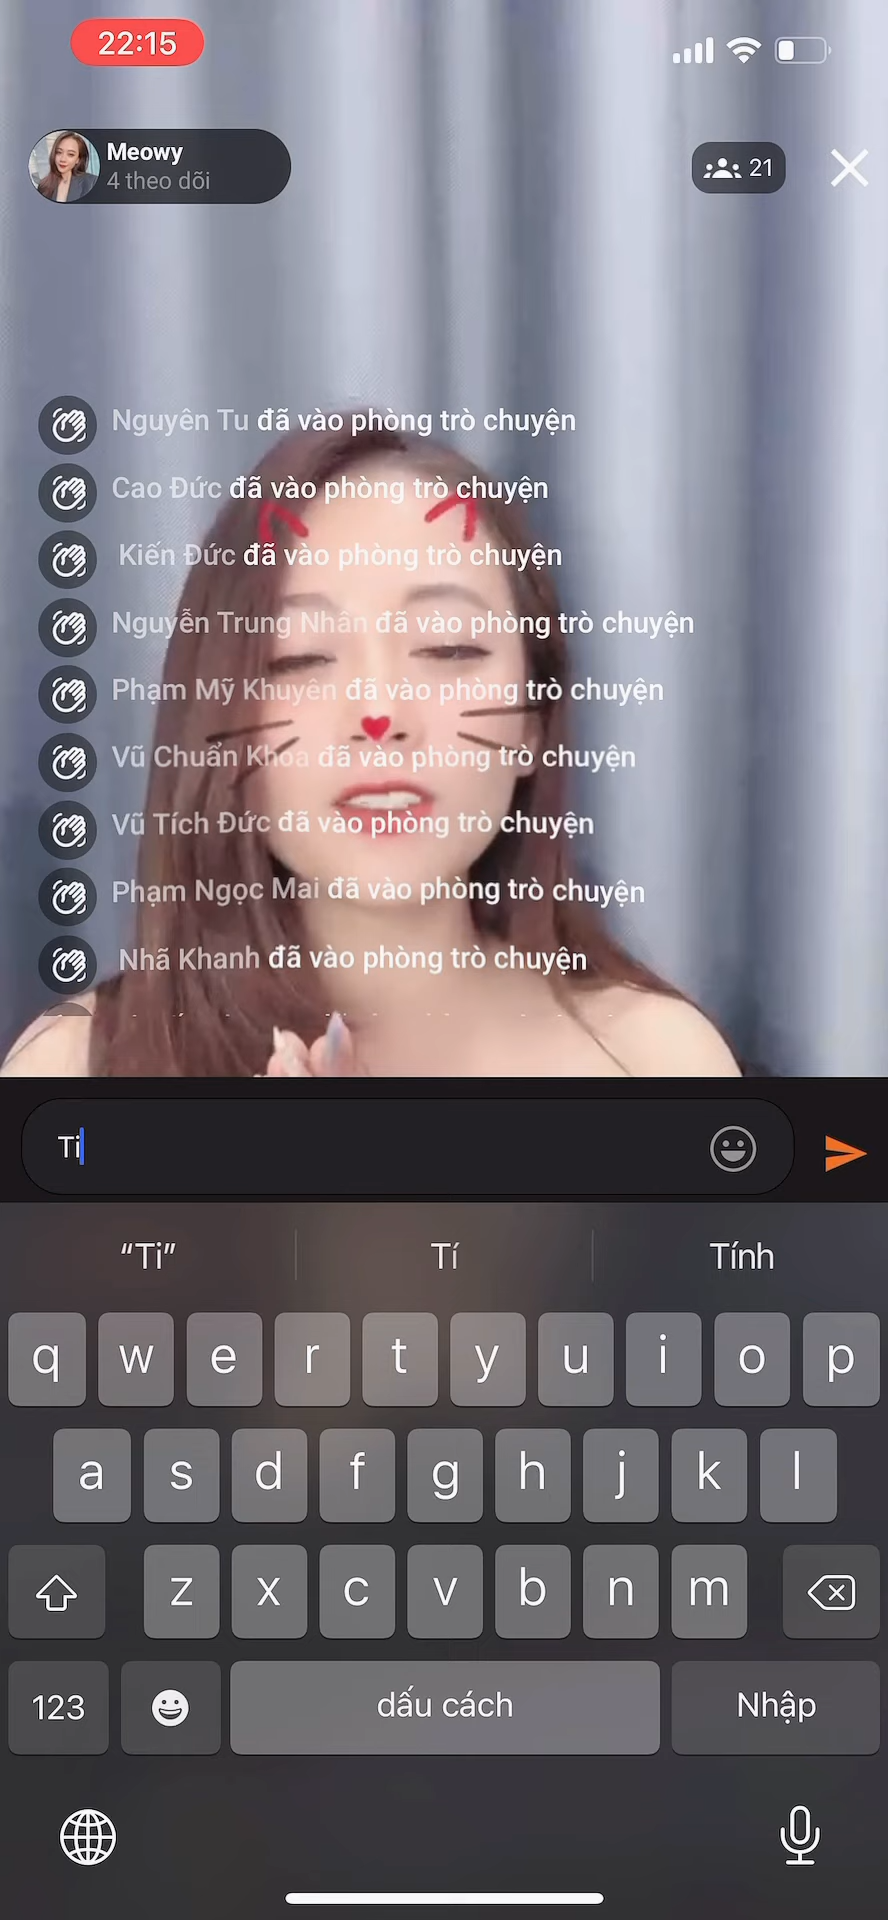 22:15
Meowy
4 theo dõi
21
Nguyên Tu đã vào phòng trò chuyện
Cao Đức đã vào phòng trò chuyện
Kiến Đức đã vào phòng trò chuyện
Nguyễn Trung Nhân đã vào phòng trò chuyện
Phạm Mỹ Khuyên đã vào phòng trò chuyện
Vũ Chuẩn Khoa đã vào phòng trò chuyện
Vũ Tích Đức đã vào phòng trò chuyện
Phạm Ngọc Mai đã vào phòng trò chuyện
Nhã Khanh đã vào phòng trò chuyện
Ti
“Ti” Tí Tính
q w e r t y u i o p
a s d f g h j k l
z x c v b n m
123 dấu cách Nhập